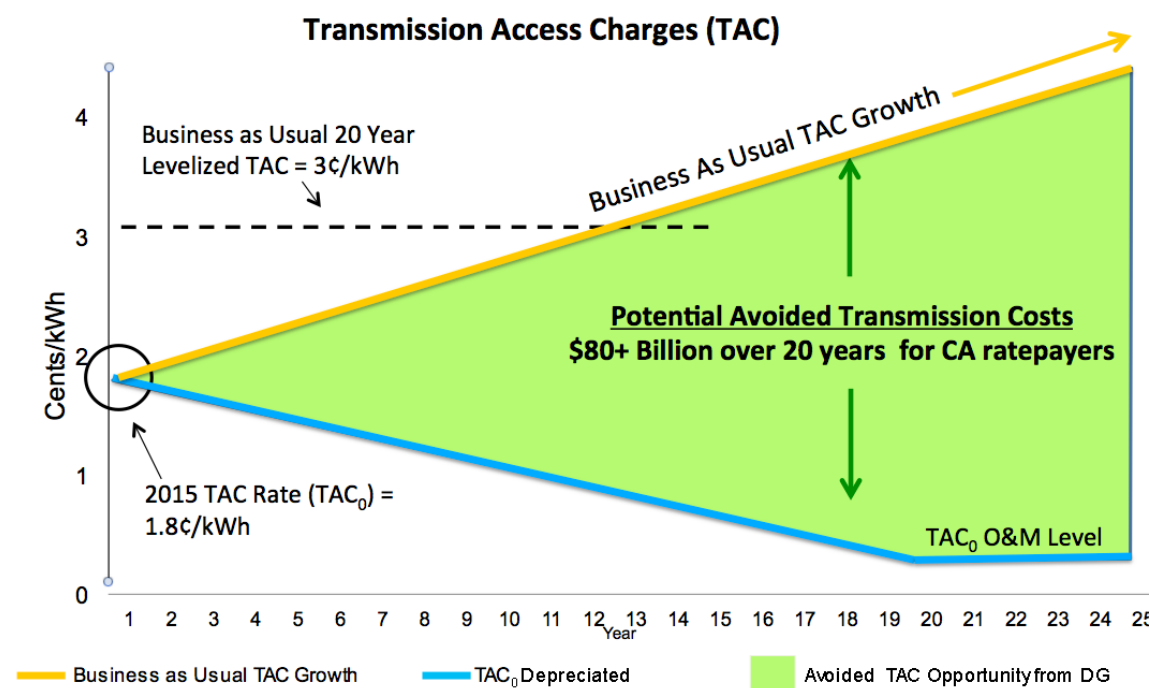 Transmission Access Charges (TAC)
4
3
2
1
0
Cents/kWh
Business as Usual 20 Year
Levelized TAC = 3¢/kWh
Business As Usual TAC Growth
Potential Avoided Transmission Costs
$80+ Billion over 20 years for CA ratepayers
2015 TAC Rate (TAC₀) =
1.8¢/kWh
TAC₀ O&M Level
1 2 3 4 5 6 7 8 9 10 11 12 13 14 15 16 17 18 19 20 21 22 23 24 25
Year
Business as Usual TAC Growth
TAC₀ Depreciated
Avoided TAC Opportunity from DG